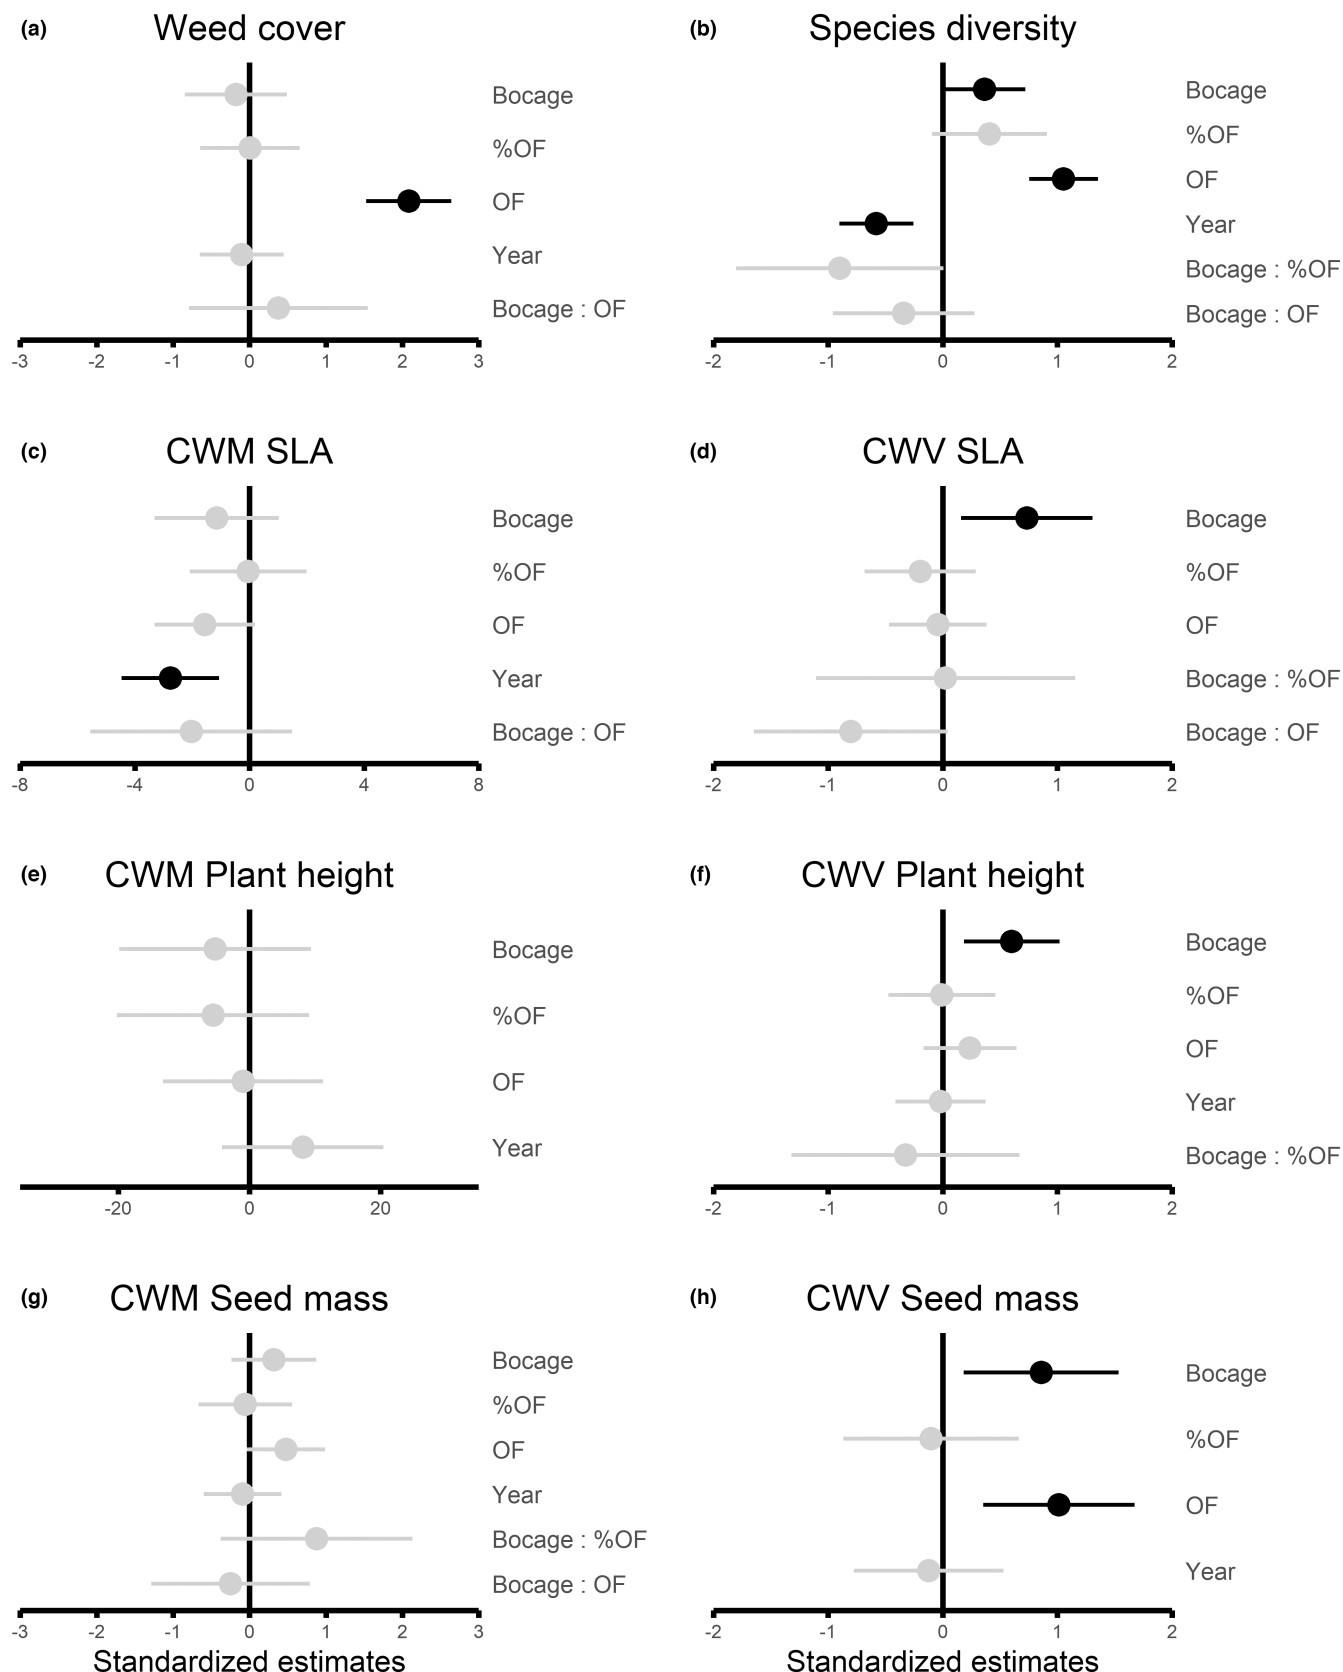 (a) Weed cover
Bocage
%OF
OF
Year
Bocage : OF
-3 -2 -1 0 1 2 3
(b) Species diversity
Bocage
%OF
OF
Year
Bocage : %OF
Bocage : OF
-2 -1 0 1 2
(c) CWM SLA
Bocage
%OF
OF
Year
Bocage : OF
-8 -4 0 4 8
(d) CWV SLA
Bocage
%OF
OF
Bocage : %OF
Bocage : OF
-2 -1 0 1 2
(e) CWM Plant height
Bocage
%OF
OF
Year
-20 0 20
(f) CWV Plant height
Bocage
%OF
OF
Year
Bocage : %OF
-2 -1 0 1 2
(g) CWM Seed mass
Bocage
%OF
OF
Year
Bocage : %OF
Bocage : OF
-3 -2 -1 0 1 2 3
Standardized estimates
(h) CWV Seed mass
Bocage
%OF
OF
Year
-2 -1 0 1 2
Standardized estimates